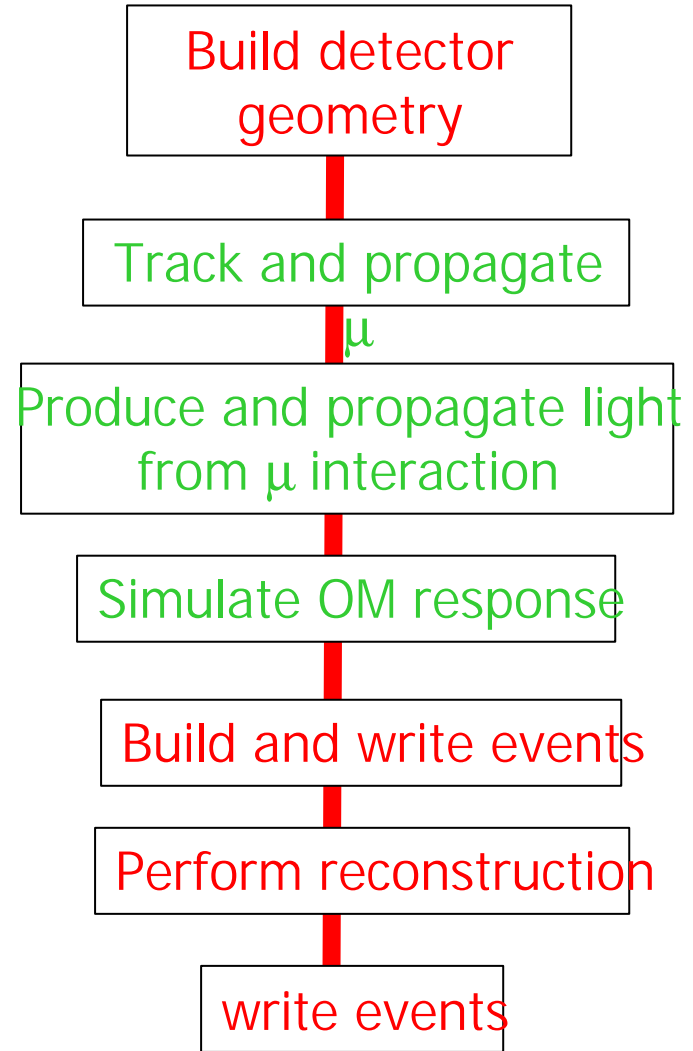 Build detector
geometry
Track and propagate
μ
Produce and propagate light
from μ interaction
Simulate OM response
Build and write events
Perform reconstruction
write events